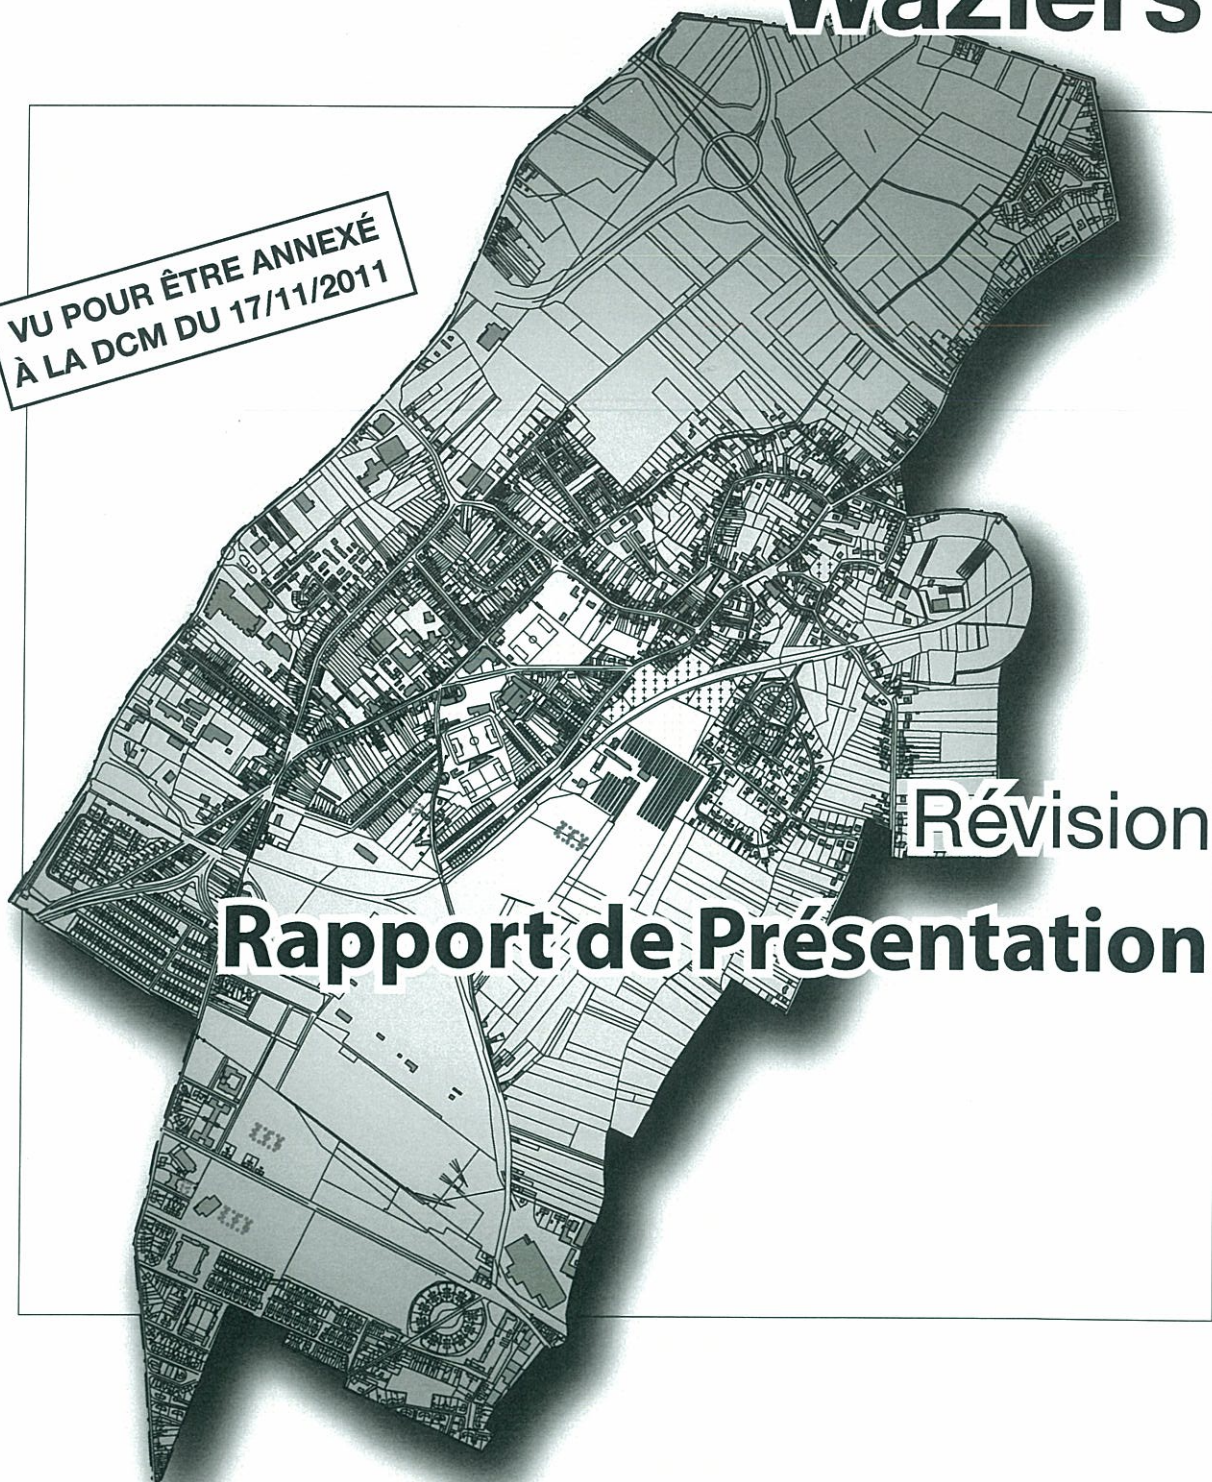 Waziers
VU POUR ÊTRE ANNEXÉ
À LA DCM DU 17/11/2011
Révision
Rapport de Présentation